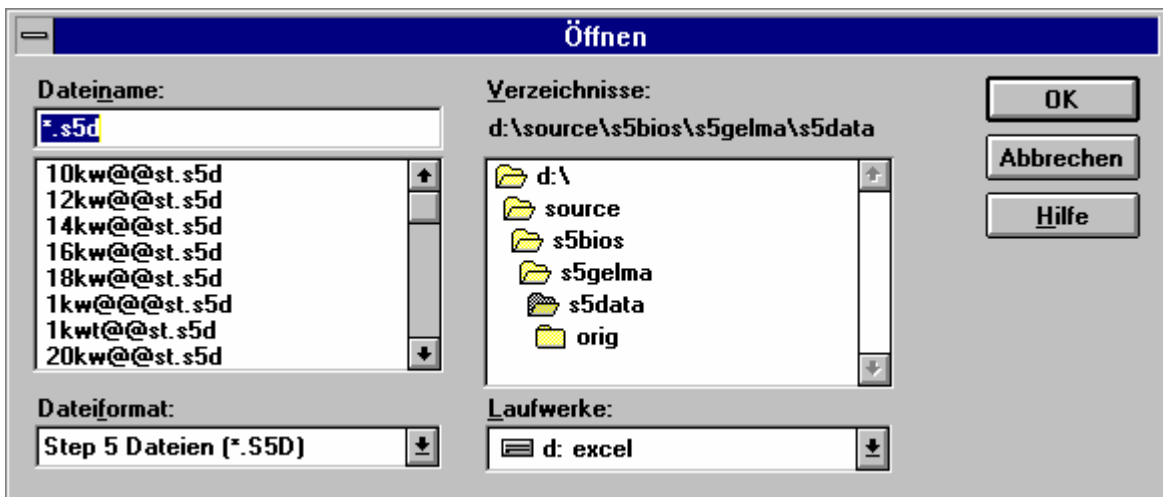 Öffnen
Dateiname:
*.s5d
10kw@@st.s5d
12kw@@st.s5d
14kw@@st.s5d
16kw@@st.s5d
18kw@@st.s5d
1kw@@@st.s5d
1kwt@@st.s5d
20kw@@st.s5d
Dateiformat:
Step 5 Dateien (*.S5D)
Verzeichnisse:
d:\source\s5bios\s5gelma\s5data
d:\
source
s5bios
s5gelma
s5data
orig
Laufwerke:
d: excel
OK
Abbrechen
Hilfe